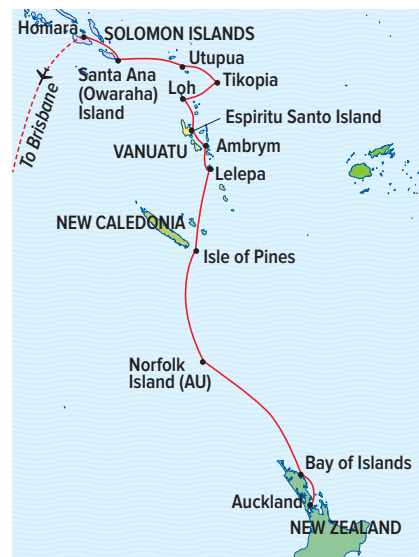 Honiara
SOLOMON ISLANDS
Utupua
Santa Ana
(Owaraha)
Island
Tikopia
Loh
To Brisbane
Espiritu Santo Island
VANUATU
Ambrym
Lelepa
NEW CALEDONIA
Isle of Pines
Norfolk
Island (AU)
Bay of Islands
Auckland
NEW ZEALAND